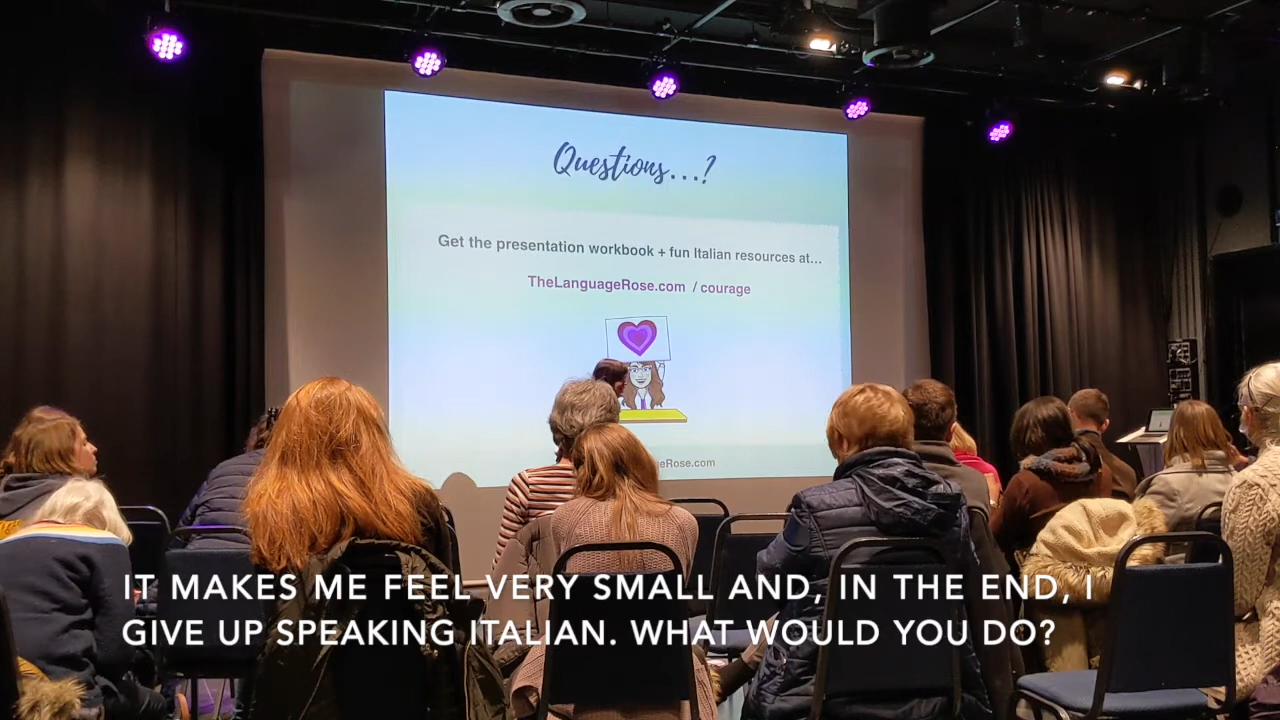 Questions...?
Get the presentation workbook + fun Italian resources at...
TheLanguageRose.com / courage
geRose.com
IT MAKES ME FEEL VERY SMALL AND, IN THE END, I
GIVE UP SPEAKING ITALIAN. WHAT WOULD YOU DO?